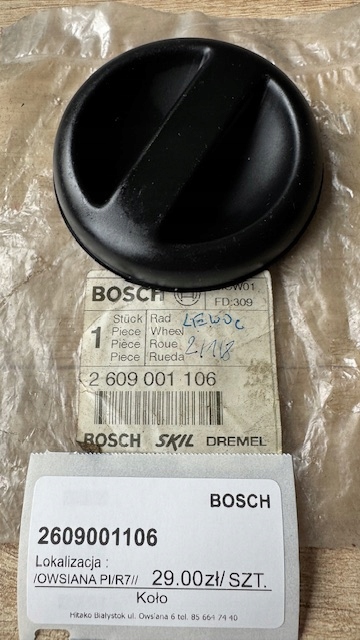 BOSCH
FD:309
Stück Rad
1 Piece Wheel
Pièce Roue
Piece Rueda
2 609 001 106
BOSCH SKIL DREMEL
BOSCH
2609001106
Lokalizacja :
/OWSIANA PI/R7// 29.00zł/ SZT.
Koło
Hitako Białystok ul. Owsiana 6 tel. 85 664 74 40